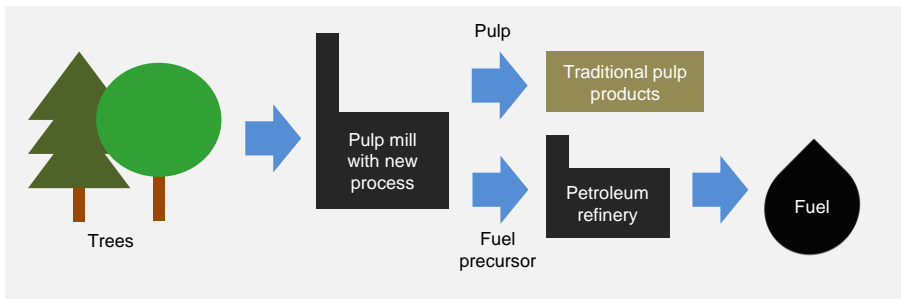 Trees
Pulp mill
with new
process
Pulp
Traditional pulp
products
Fuel
precursor
Petroleum
refinery
Fuel